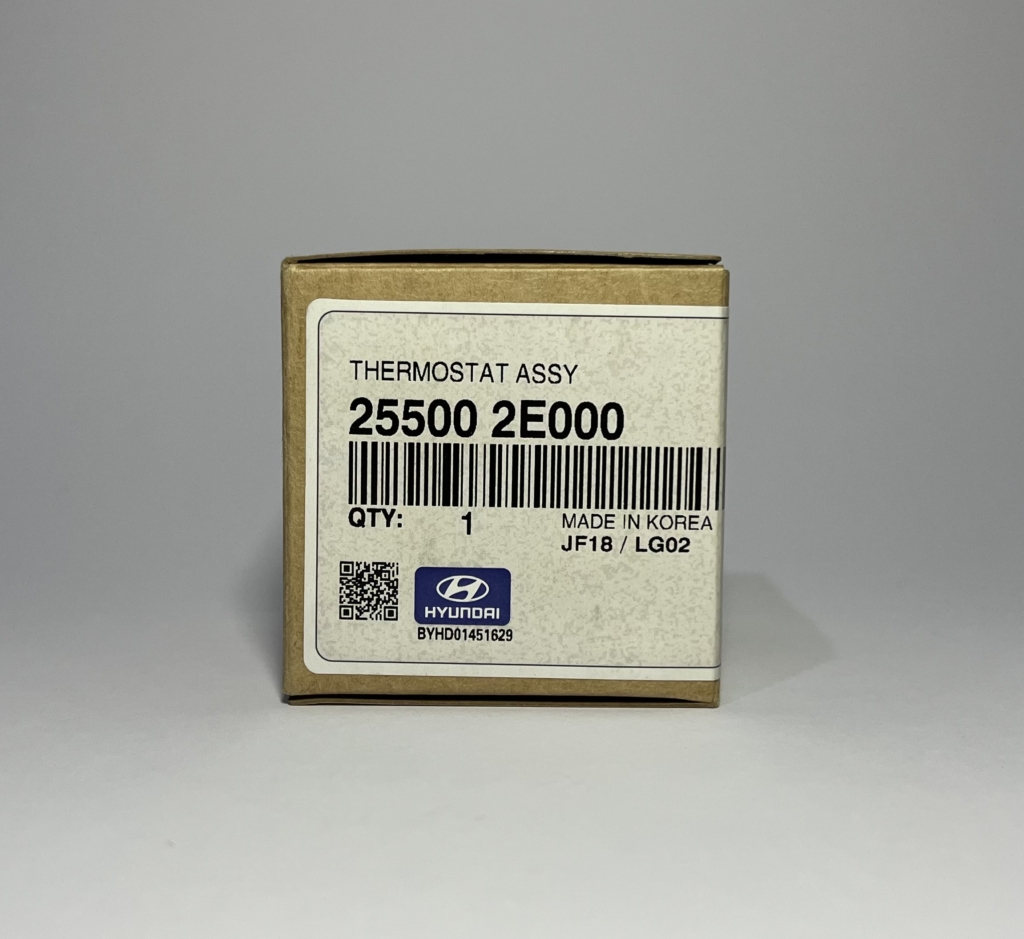 THERMOSTAT ASSY
25500 2E000
QTY: 1
MADE IN KOREA
JF18 / LG02
HYUNDAI
BYHD01451629